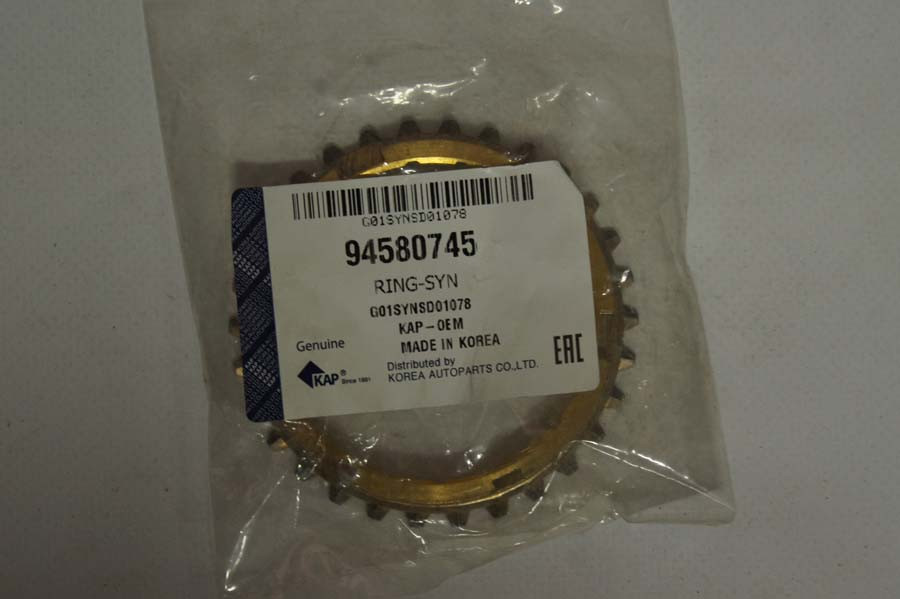 G01SYNSD01078
94580745
RING-SYN
G01SYNSD01078
KAP-OEM
MADE IN KOREA
Genuine
KAP®
Since 1981
Distributed by
KOREA AUTOPARTS CO.,LTD.
EAC